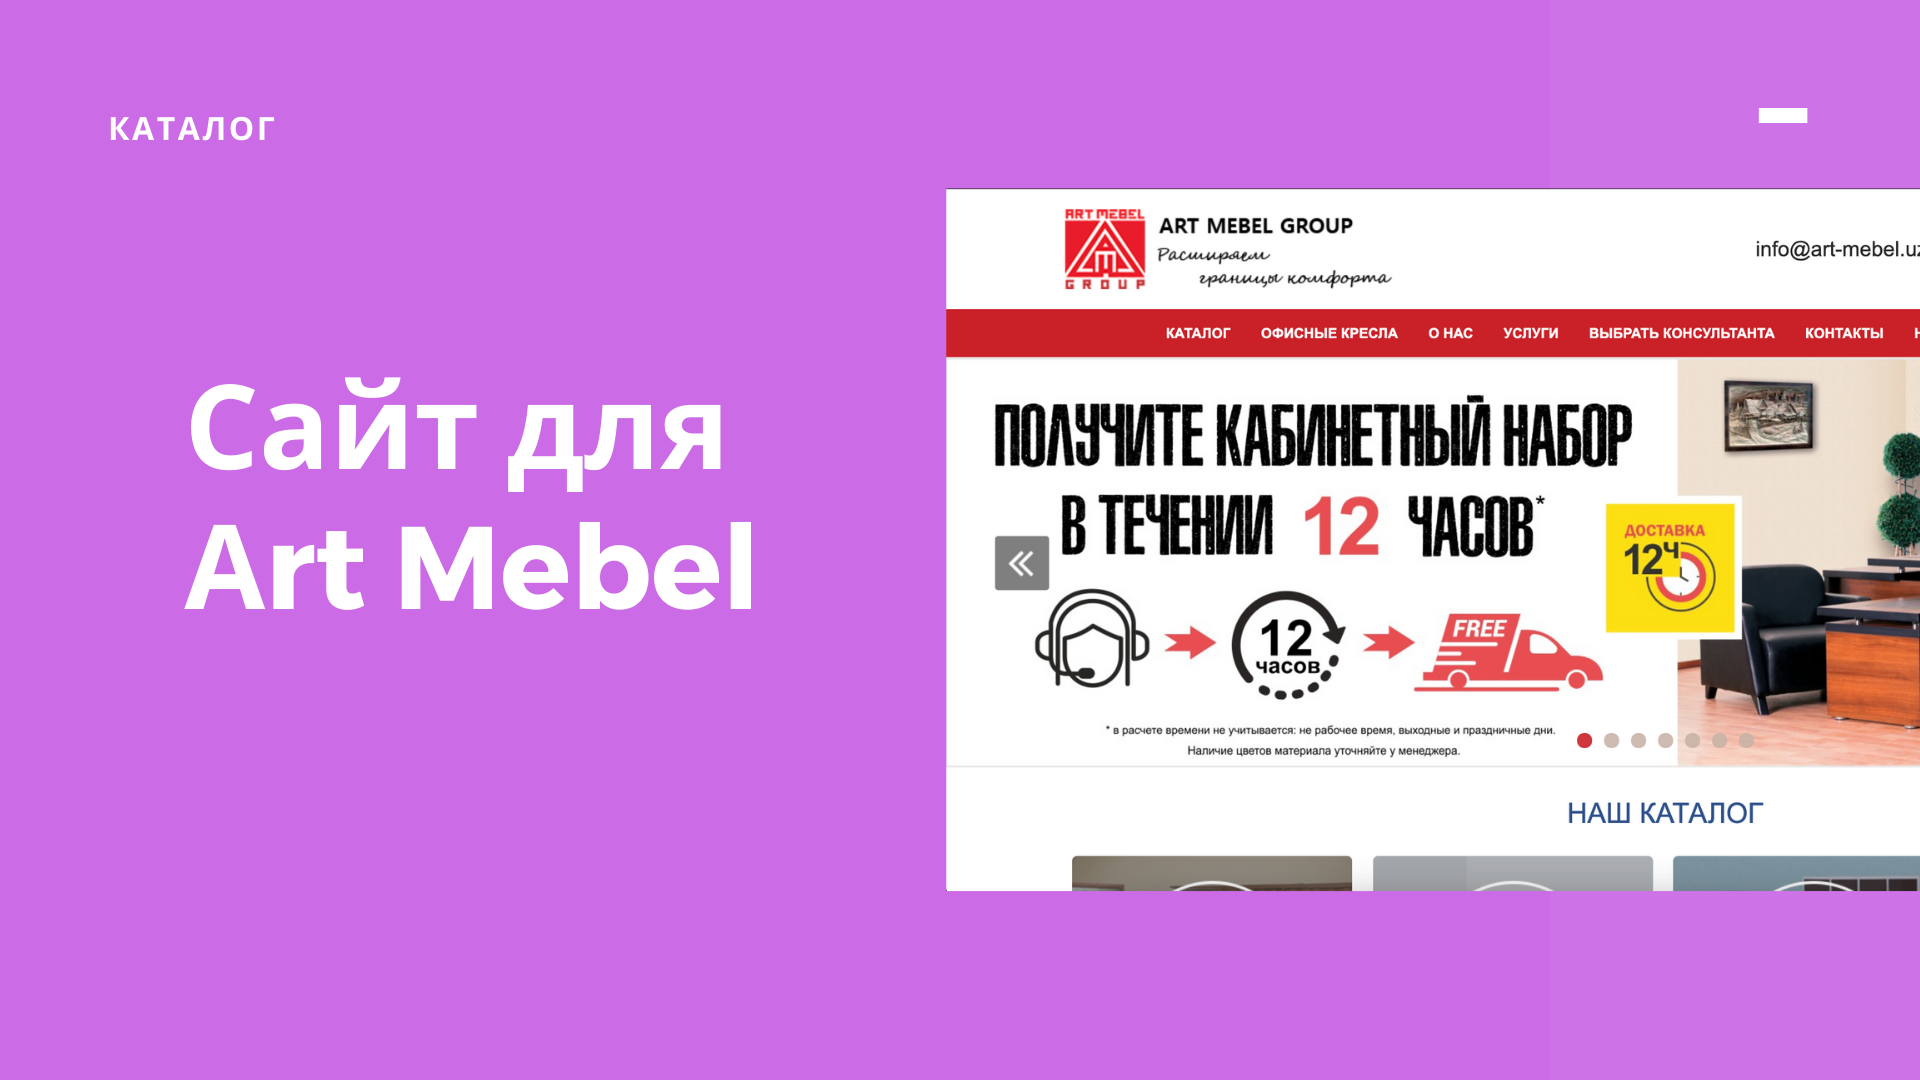 КАТАЛОГ
Сайт для
Art Mebel
ART MEBEL
GROUP
ART MEBEL GROUP
Расширяем
границы комфорта
info@art-mebel.uz
КАТАЛОГ ОФИСНЫЕ КРЕСЛА О НАС УСЛУГИ ВЫБРАТЬ КОНСУЛЬТАНТА КОНТАКТЫ
ПОЛУЧИТЕ КАБИНЕТНЫЙ НАБОР
В ТЕЧЕНИИ 12 ЧАСОВ*
ДОСТАВКА
12Ч
12
часов
FREE
* в расчете времени не учитывается: не рабочее время, выходные и праздничные дни.
Наличие цветов материала уточняйте у менеджера.
НАШ КАТАЛОГ